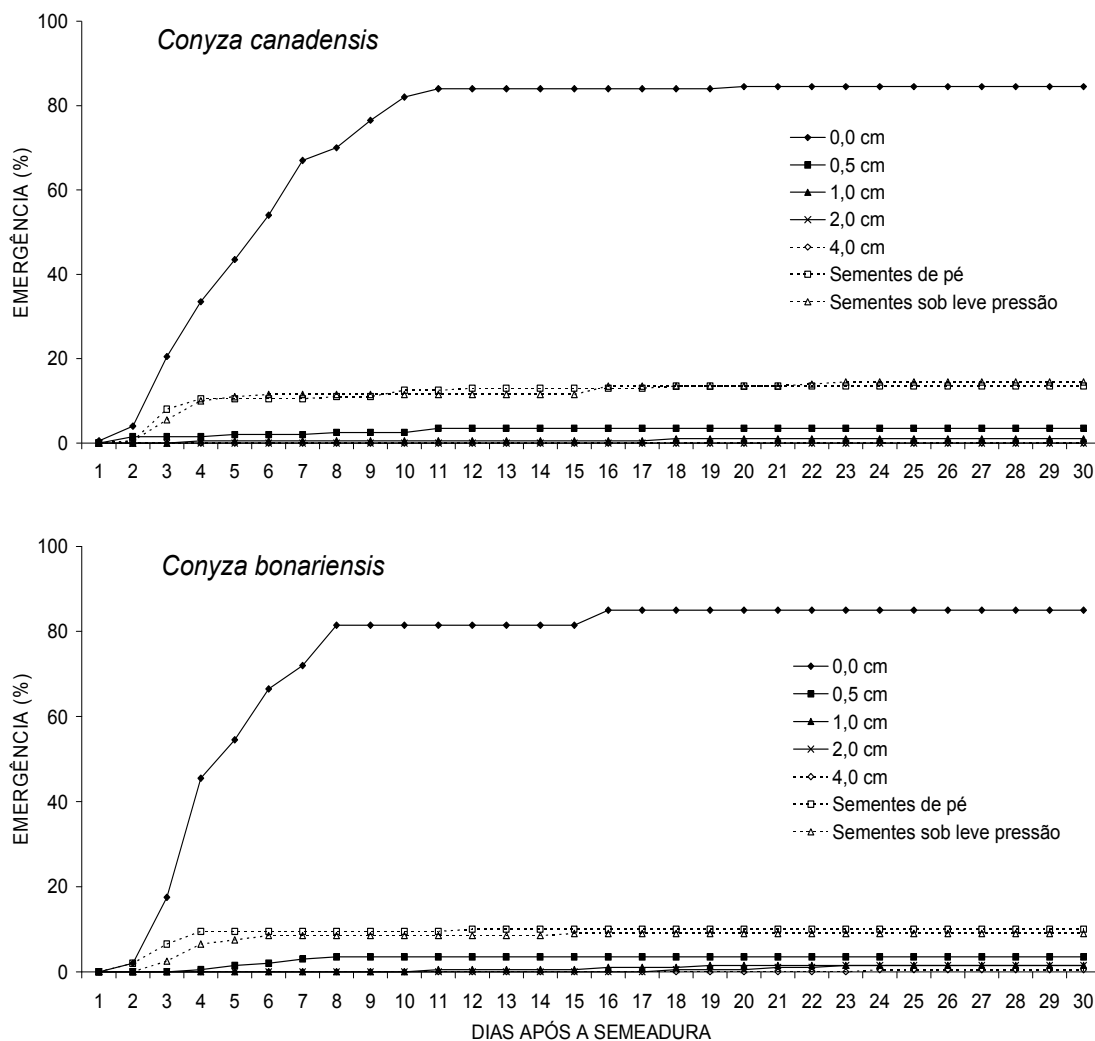 Conyza canadensis
100
80
60
40
20
0
EMERGÊNCIA (%)
0,0 cm
0,5 cm
1,0 cm
2,0 cm
4,0 cm
Sementes de pé
Sementes sob leve pressão
1 2 3 4 5 6 7 8 9 10 11 12 13 14 15 16 17 18 19 20 21 22 23 24 25 26 27 28 29 30
Conyza bonariensis
100
80
60
40
20
0
EMERGÊNCIA (%)
0,0 cm
0,5 cm
1,0 cm
2,0 cm
4,0 cm
Sementes de pé
Sementes sob leve pressão
1 2 3 4 5 6 7 8 9 10 11 12 13 14 15 16 17 18 19 20 21 22 23 24 25 26 27 28 29 30
DIAS APÓS A SEMEADURA